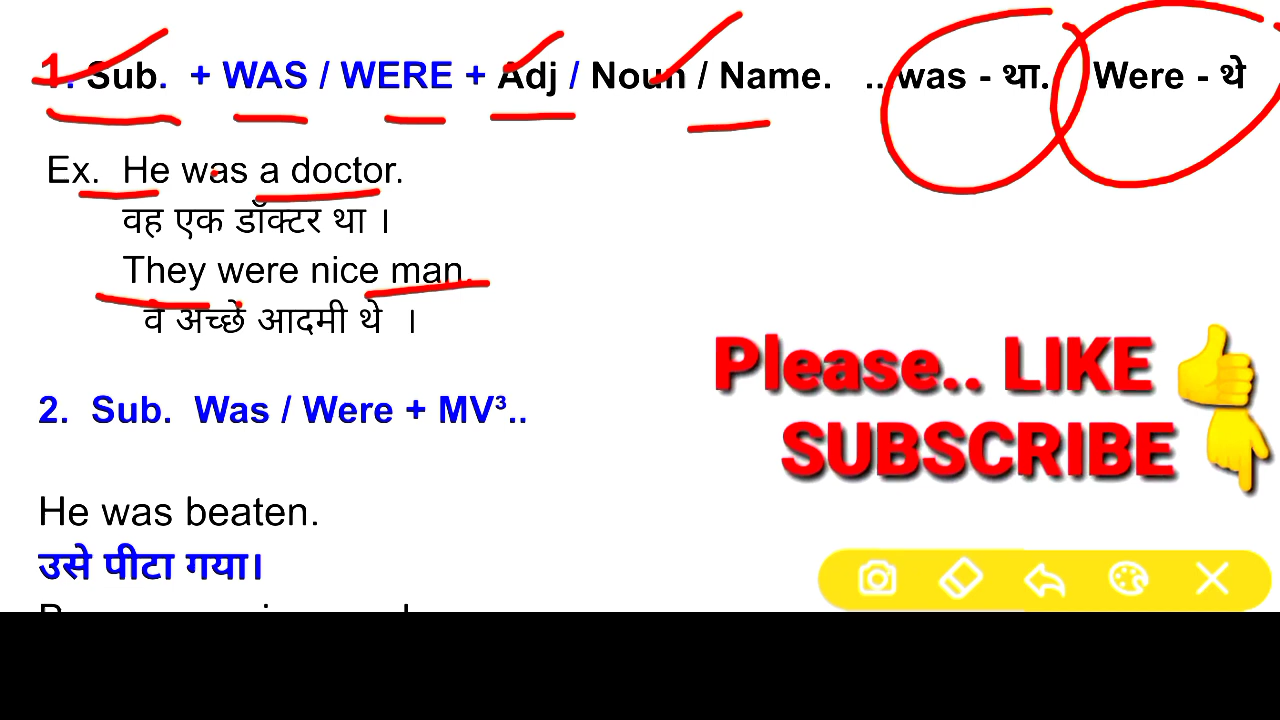 1. Sub. + WAS / WERE + Adj / Noun / Name. ...was - था. Were - थे
Ex. He was a doctor.
वह एक डॉक्टर था ।
They were nice man.
वे अच्छें आदमी थे ।
Please.. LIKE
SUBSCRIBE
2. Sub. Was / Were + MV³..
He was beaten.
उसे पीटा गया।